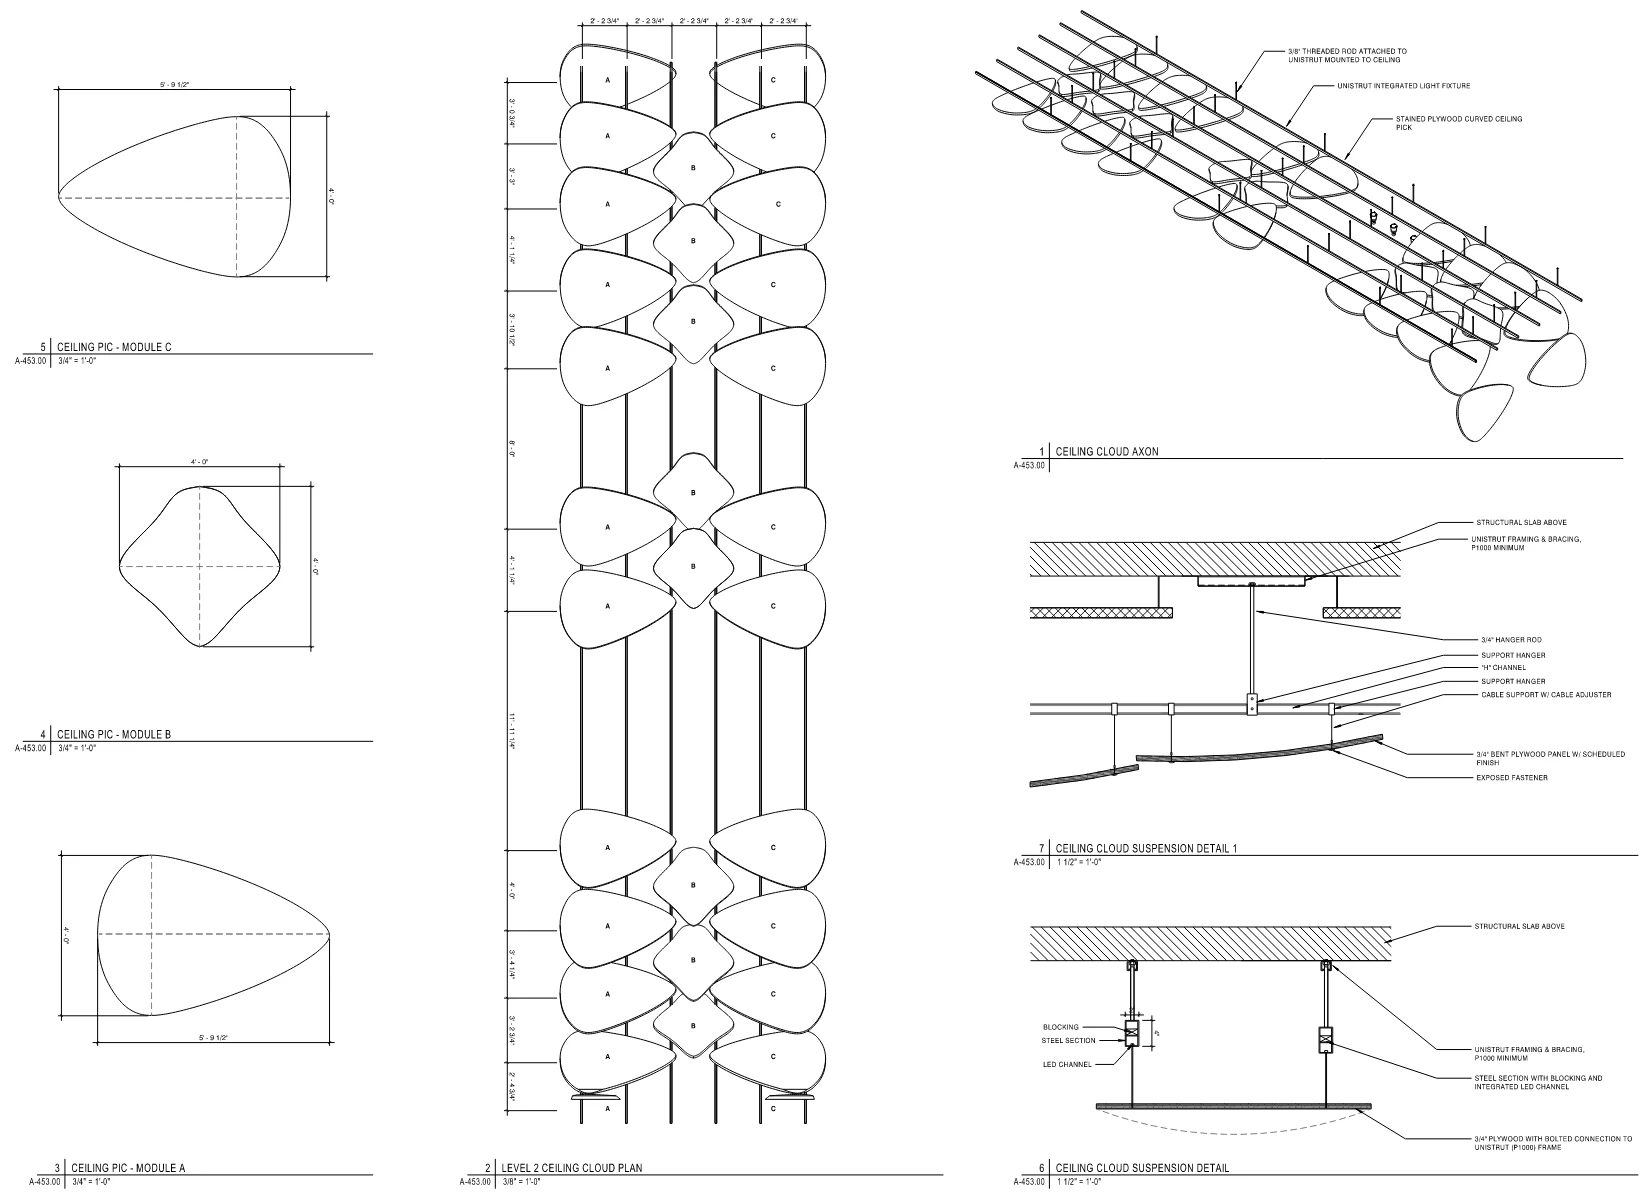 5' - 9 1/2"
4' - 0"
5 CEILING PIC - MODULE C
A-453.00 3/4" = 1'-0"
4' - 0"
4' - 0"
4 CEILING PIC - MODULE B
A-453.00 3/4" = 1'-0"
4' - 0"
5' - 9 1/2"
3 CEILING PIC - MODULE A
A-453.00 3/4" = 1'-0"
2' - 2 3/4" 2' - 2 3/4" 2' - 2 3/4" 2' - 2 3/4" 2' - 2 3/4"
3' - 0 3/4"
3' - 3"
4' - 1 1/4"
3' - 10 1/2"
8' - 0"
4' - 1 1/4"
11' - 11 1/4"
4' - 0"
3' - 4 1/4"
3' - 2 3/4"
2' - 4 3/4"
A C
A C
B
A C
B
A C
B
A C
B
A C
B
A C
A C
B
A C
B
A C
B
A C
A C
2 LEVEL 2 CEILING CLOUD PLAN
A-453.00 3/8" = 1'-0"
3/8" THREADED ROD ATTACHED TO
UNISTRUT MOUNTED TO CEILING
UNISTRUT INTEGRATED LIGHT FIXTURE
STAINED PLYWOOD CURVED CEILING
PICK
1 CEILING CLOUD AXON
A-453.00
STRUCTURAL SLAB ABOVE
UNISTRUT FRAMING & BRACING,
P1000 MINIMUM
3/4" HANGER ROD
SUPPORT HANGER
"H" CHANNEL
SUPPORT HANGER
CABLE SUPPORT W/ CABLE ADJUSTER
3/4" BENT PLYWOOD PANEL W/ SCHEDULED
FINISH
EXPOSED FASTENER
7 CEILING CLOUD SUSPENSION DETAIL 1
A-453.00 1 1/2" = 1'-0"
STRUCTURAL SLAB ABOVE
BLOCKING
STEEL SECTION
LED CHANNEL
UNISTRUT FRAMING & BRACING,
P1000 MINIMUM
STEEL SECTION WITH BLOCKING AND
INTEGRATED LED CHANNEL
3/4" PLYWOOD WITH BOLTED CONNECTION TO
UNISTRUT (P1000) FRAME
6 CEILING CLOUD SUSPENSION DETAIL
A-453.00 1 1/2" = 1'-0"